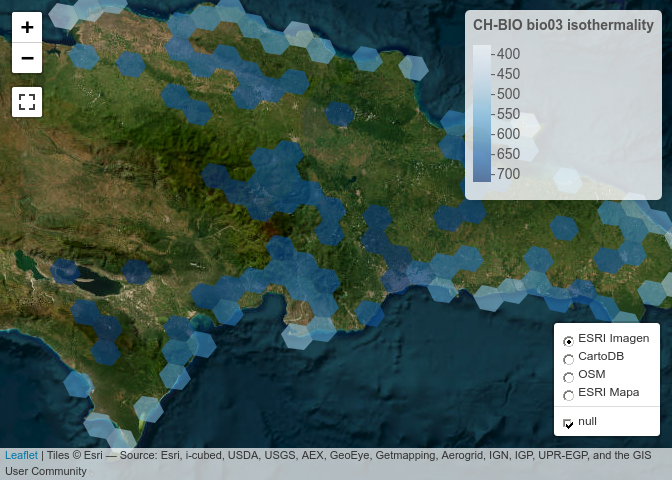 +
−
CH-BIO bio03 isothermality
400
450
500
550
600
650
700
ESRI Imagen
CartoDB
OSM
ESRI Mapa
null
Leaflet | Tiles © Esri — Source: Esri, i-cubed, USDA, USGS, AEX, GeoEye, Getmapping, Aerogrid, IGN, IGP, UPR-EGP, and the GIS
User Community